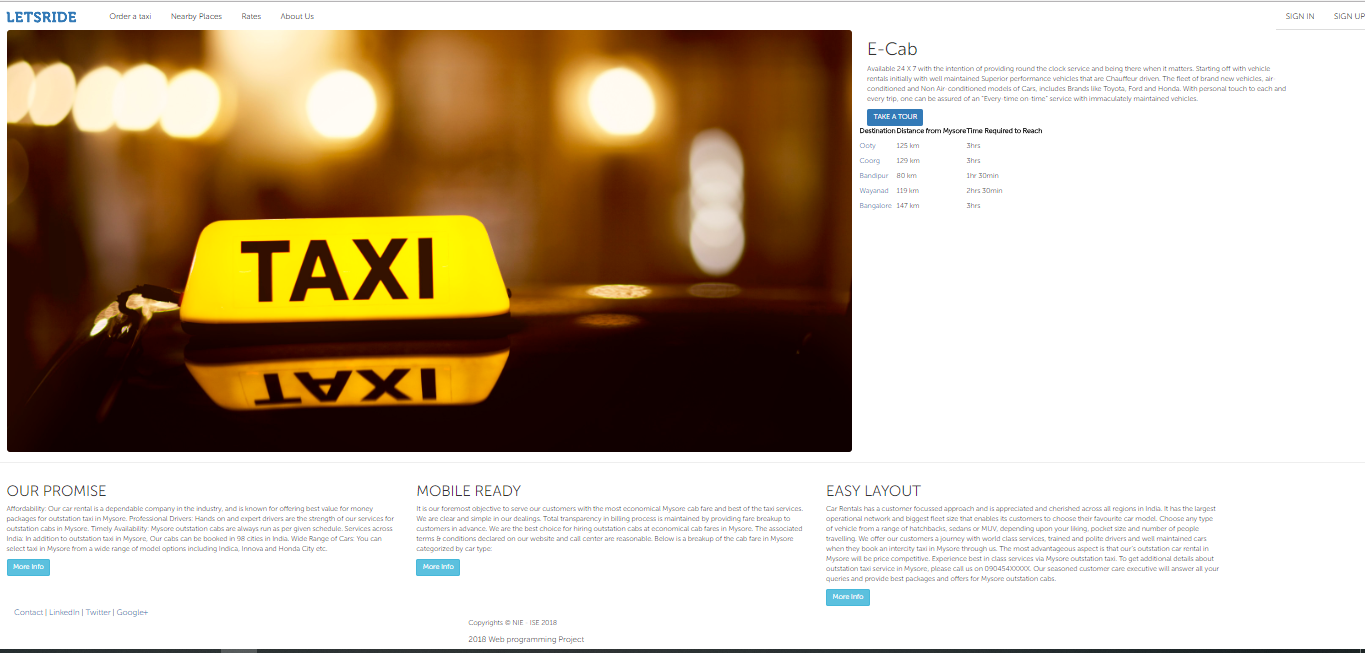 LETSRIDE Order a taxi Nearby Places Rates About Us SIGN IN SIGN UP
TAXI
TAXI
E-Cab
Available 24 X 7 with the intention of providing round the clock service and being there when it matters. Starting off with vehicle
rentals initially with well maintained Superior performance vehicles that are Chauffeur driven. The fleet of brand new vehicles, air-
conditioned and Non Air-conditioned models of Cars, includes Brands like Toyota, Ford and Honda. With personal touch to each and
every trip, one can be assured of an "Every-time on-time" service with immaculately maintained vehicles.
TAKE A TOUR
Destination Distance from Mysore Time Required to Reach
Ooty 125 km 3hrs
Coorg 129 km 3hrs
Bandipur 80 km 1hr 30min
Wayanad 119 km 2hrs 30min
Bangalore 147 km 3hrs
OUR PROMISE
Affordability: Our car rental is a dependable company in the industry, and is known for offering best value for money
packages for outstation taxi in Mysore. Professional Drivers: Hands on and expert drivers are the strength of our services for
outstation cabs in Mysore. Timely Availability: Mysore outstation cabs are always run as per given schedule. Services across
India: In addition to outstation taxi in Mysore, Our cabs can be booked in 98 cities in India. Wide Range of Cars: You can
select taxi in Mysore from a wide range of model options including Indica, Innova and Honda City etc.
More Info
MOBILE READY
It is our foremost objective to serve our customers with the most economical Mysore cab fare and best of the taxi services.
We are clear and simple in our dealings. Total transparency in billing process is maintained by providing fare breakup to
customers in advance. We are the best choice for hiring outstation cabs at economical cab fares in Mysore. The associated
terms & conditions declared on our website and call center are reasonable. Below is a breakup of the cab fare in Mysore
categorized by car type:
More Info
EASY LAYOUT
Car Rentals has a customer focussed approach and is appreciated and cherished across all regions in India. It has the largest
operational network and biggest fleet size that enables its customers to choose their favourite car model. Choose any type
of vehicle from a range of hatchbacks, sedans or MUV, depending upon your liking, pocket size and number of people
travelling. We offer our customers a journey with world class services, trained and polite drivers and well maintained cars
when they book an intercity taxi in Mysore through us. The most advantageous aspect is that our's outstation car rental in
Mysore will be price competitive. Experience best in class services via Mysore outstation taxi. To get additional details about
outstation taxi service in Mysore, please call us on 090454XXXXX. Our seasoned customer care executive will answer all your
queries and provide best packages and offers for Mysore outstation cabs.
More Info
Contact | LinkedIn | Twitter | Google+
Copyrights © NIE - ISE 2018
2018 Web programming Project